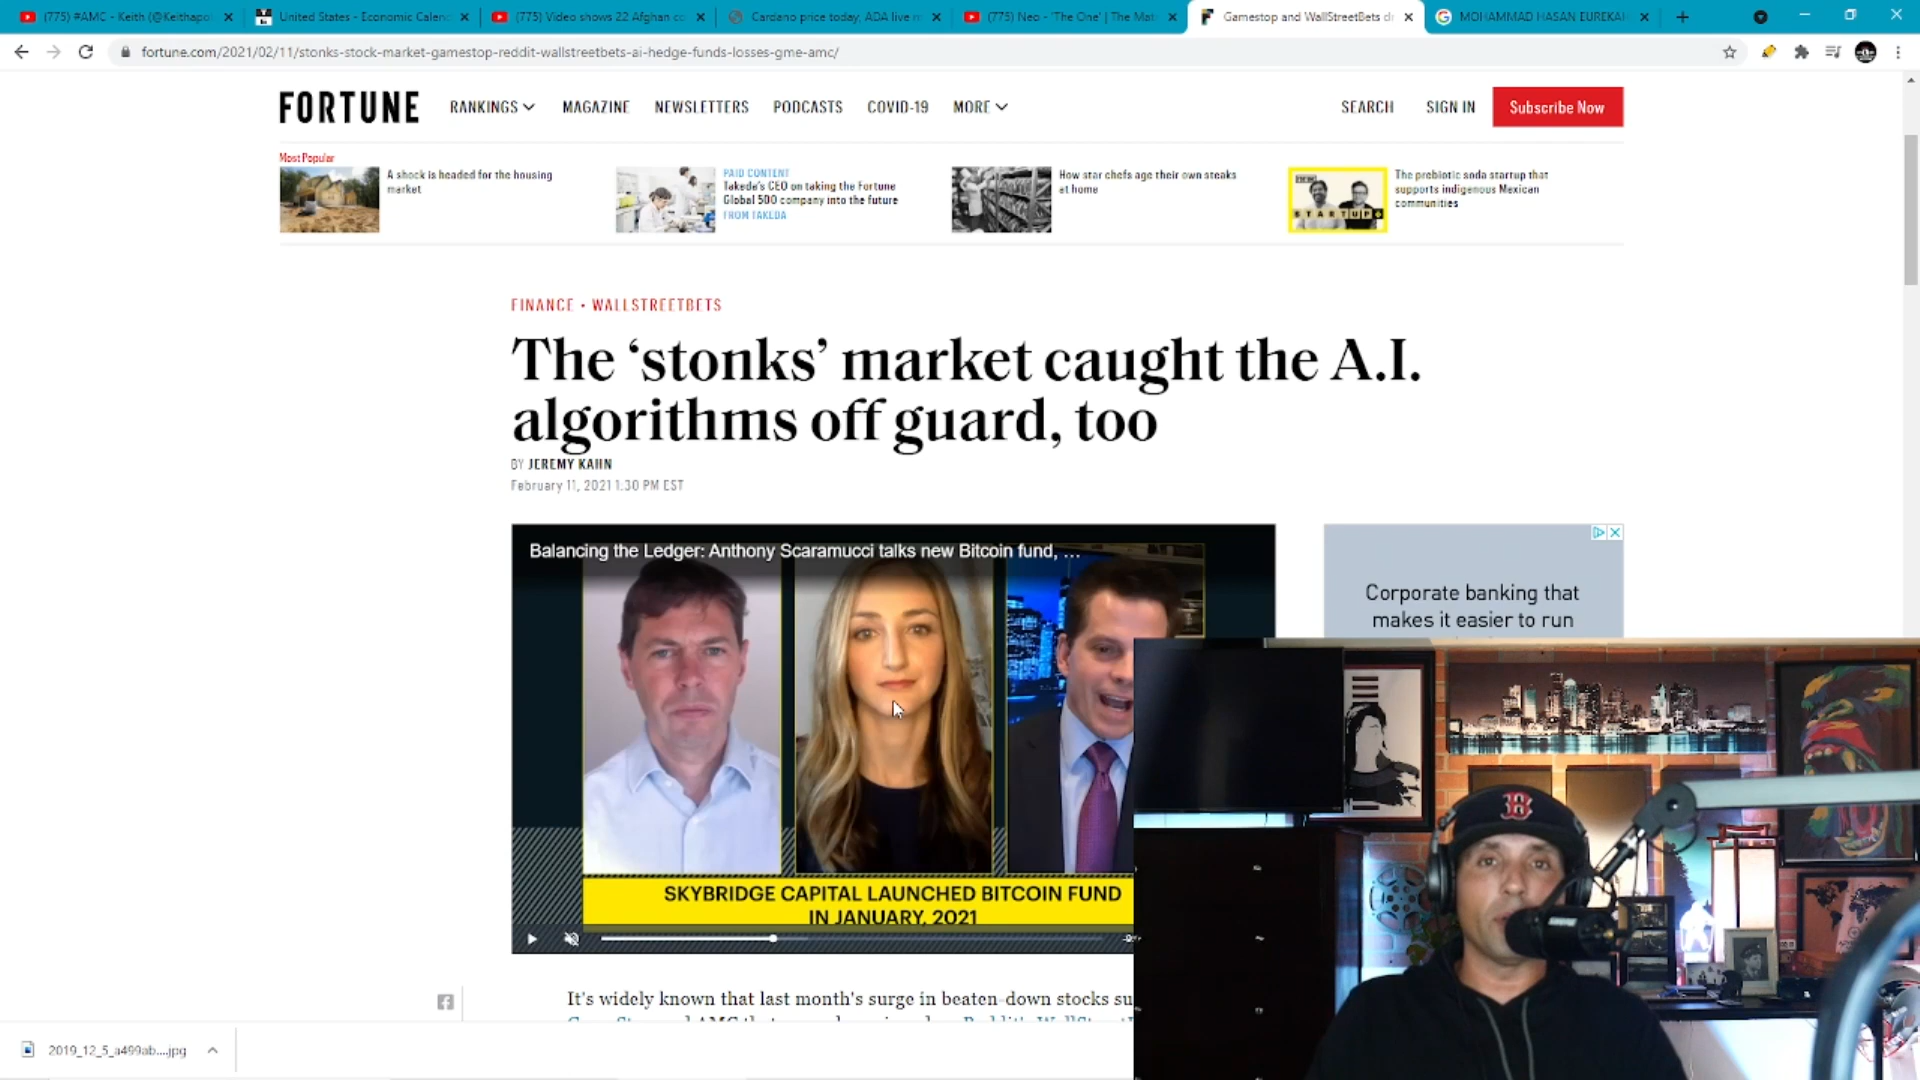 (775) #AMC - Keith (@Keithapo
United States - Economic Calenc
(775) Video shows 22 Afghan co
Cardano price today, ADA live m
(775) Neo - 'The One' | The Mat
Gamestop and WallStreetBets dr
MOHAMMAD HASAN EUREKAH
fortune.com/2021/02/11/stonks-stock-market-gamestop-reddit-wallstreetbets-ai-hedge-funds-losses-gme-amc/
FORTUNE
RANKINGS
MAGAZINE
NEWSLETTERS
PODCASTS
COVID-19
MORE
SEARCH
SIGN IN
Subscribe Now
Most Popular
A shock is headed for the housing
market
PAID CONTENT
Takeda's CEO on taking the Fortune
Global 500 company into the future
FROM TAKEDA
How star chefs age their own steaks
at home
STARTUP
The prebiotic soda startup that
supports indigenous Mexican
communities
FINANCE • WALLSTREETBETS
The ‘stonks’ market caught the A.I.
algorithms off guard, too
BY JEREMY KAHN
February 11, 2021 1:30 PM EST
Balancing the Ledger: Anthony Scaramucci talks new Bitcoin fund, …
SKYBRIDGE CAPITAL LAUNCHED BITCOIN FUND
IN JANUARY, 2021
Corporate banking that
makes it easier to run
B
It's widely known that last month's surge in beaten-down stocks su
2019_12_5_a499ab....jpg